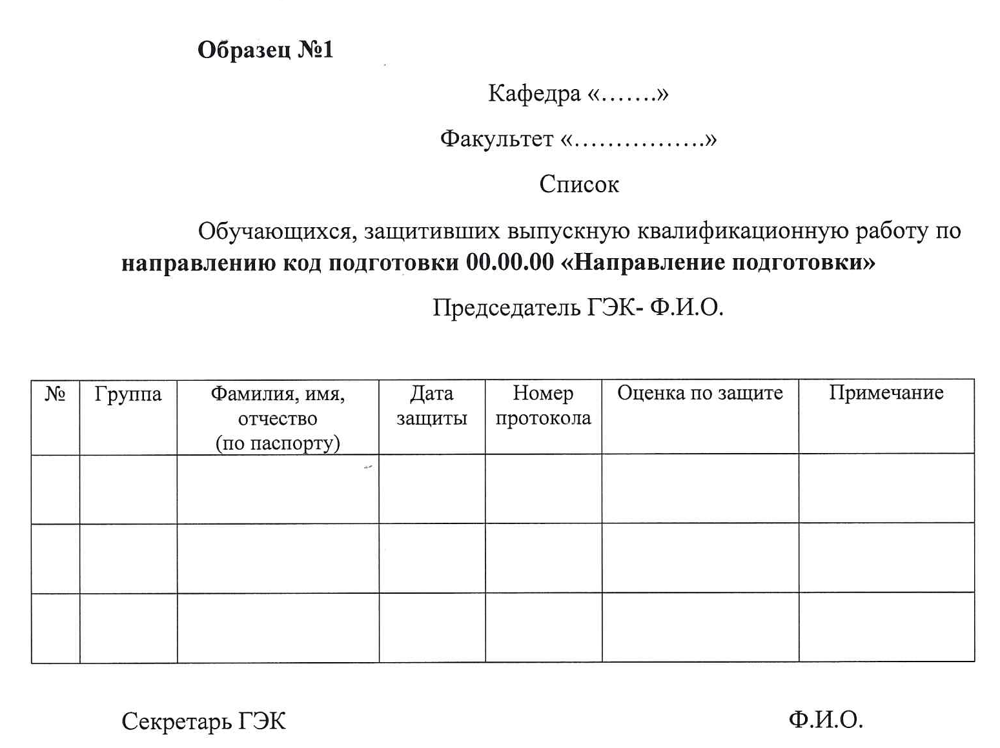 Образец №1
Кафедра «…….»
Факультет «…………….»
Список
Обучающихся, защитивших выпускную квалификационную работу по
направлению код подготовки 00.00.00 «Направление подготовки»
Председатель ГЭК- Ф.И.О.
№ Группа Фамилия, имя, Дата Номер Оценка по защите Примечание
отчество защиты протокола
(по паспорту)
Секретарь ГЭК Ф.И.О.